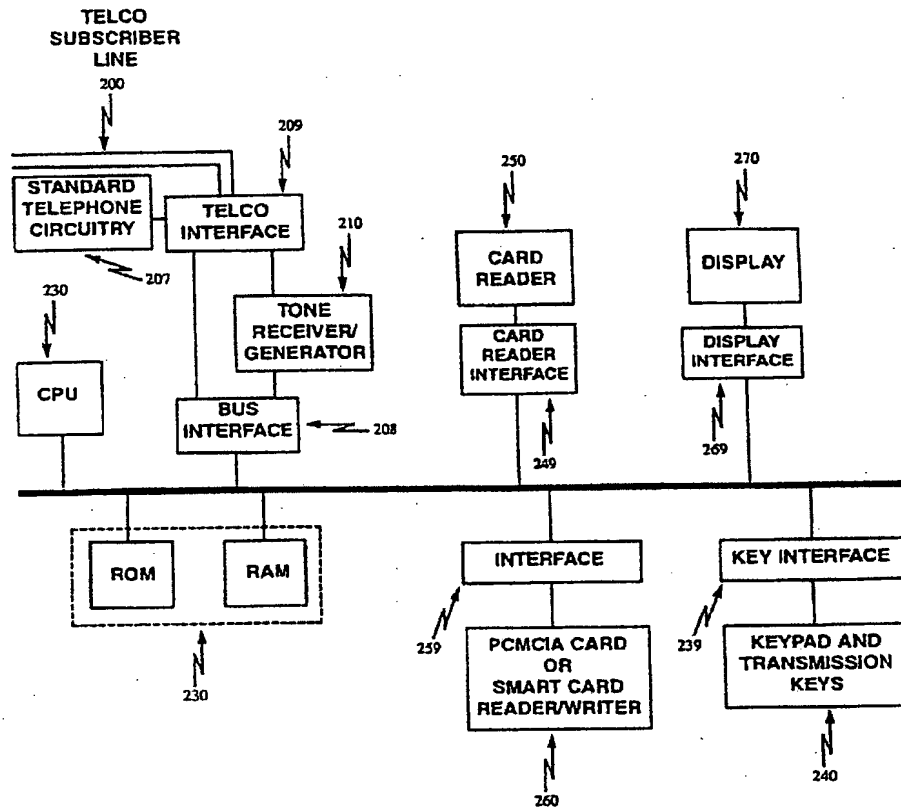 TELCO
SUBSCRIBER
LINE
200
209
STANDARD
TELEPHONE
CIRCUITRY
TELCO
INTERFACE
207
210
TONE
RECEIVER/
GENERATOR
230
CPU
BUS
INTERFACE
208
250
CARD
READER
CARD
READER
INTERFACE
249
270
DISPLAY
DISPLAY
INTERFACE
269
ROM
RAM
230
INTERFACE
259
PCMCIA CARD
OR
SMART CARD
READER/WRITER
260
KEY INTERFACE
239
KEYPAD AND
TRANSMISSION
KEYS
240